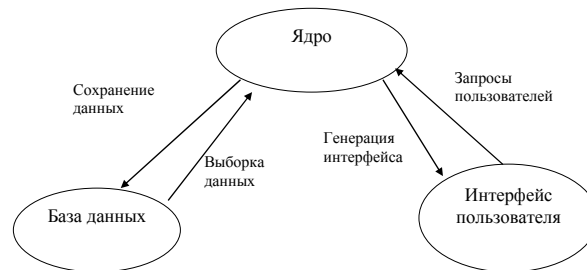 Ядро
Сохранение
данных
Запросы
пользователей
Генерация
интерфейса
Выборка
данных
База данных
Интерфейс
пользователя